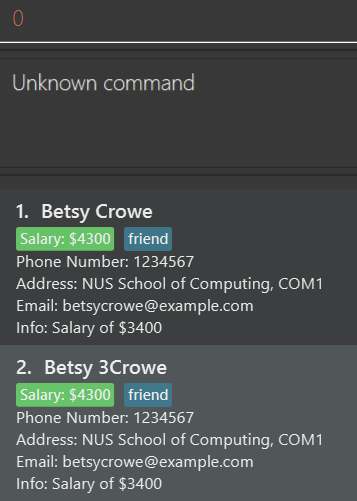 0
Unknown command
1. Betsy Crowe
Salary: $4300 friend
Phone Number: 1234567
Address: NUS School of Computing, COM1
Email: betsycrowe@example.com
Info: Salary of $3400
2. Betsy 3Crowe
Salary: $4300 friend
Phone Number: 1234567
Address: NUS School of Computing, COM1
Email: betsycrowe@example.com
Info: Salary of $3400